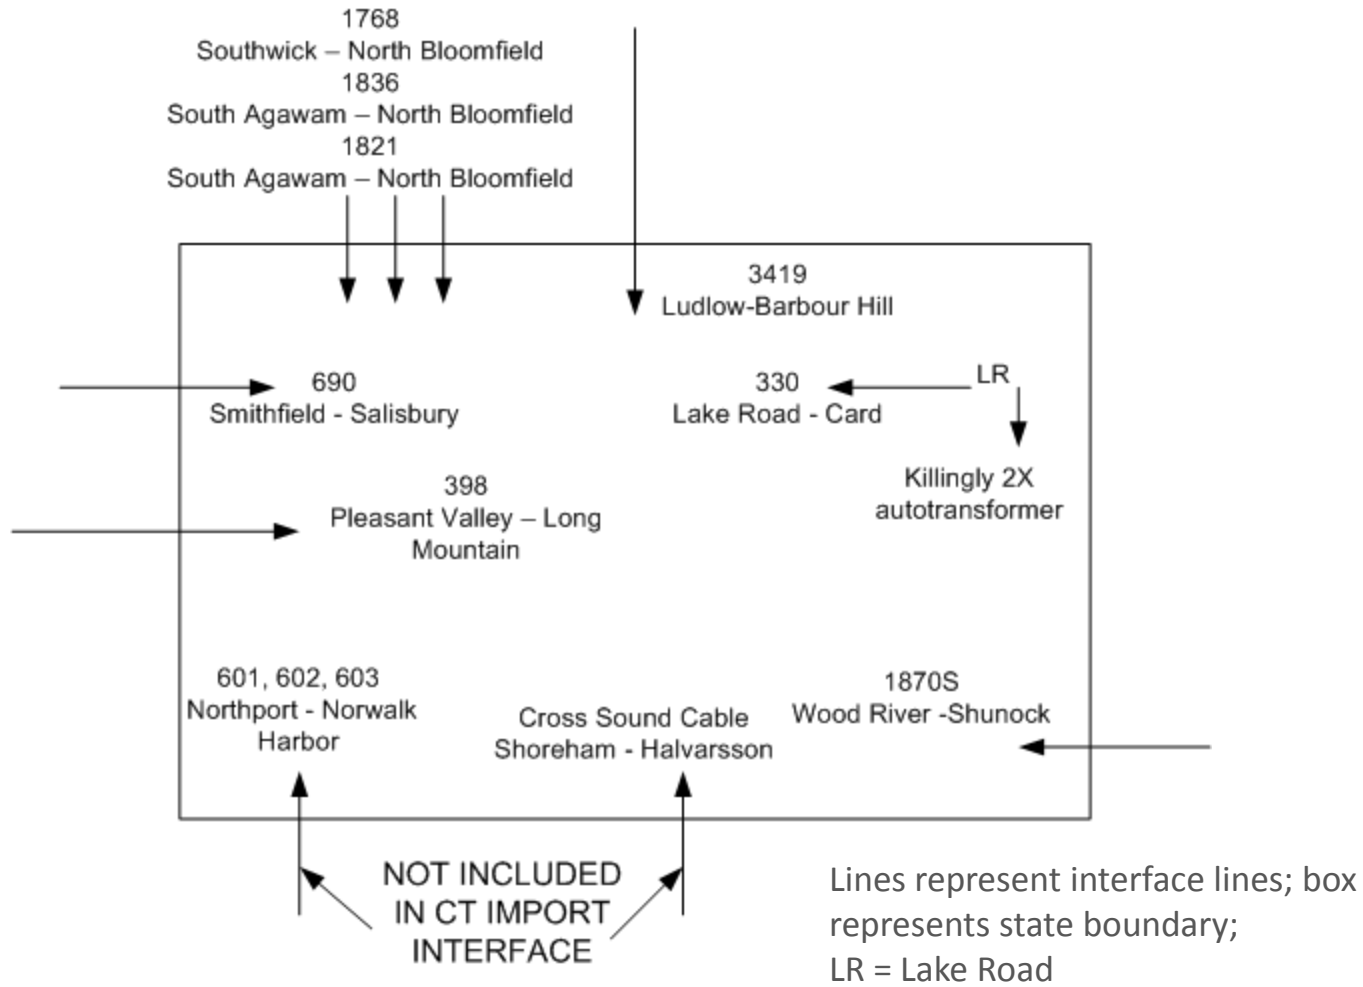 1768
Southwick – North Bloomfield
1836
South Agawam – North Bloomfield
1821
South Agawam – North Bloomfield
3419
Ludlow-Barbour Hill
690
Smithfield - Salisbury
330
Lake Road - Card
LR
Killingly 2X
autotransformer
398
Pleasant Valley – Long
Mountain
601, 602, 603
Northport - Norwalk
Harbor
Cross Sound Cable
Shoreham - Halvarsson
1870S
Wood River -Shunock
NOT INCLUDED
IN CT IMPORT
INTERFACE
Lines represent interface lines; box
represents state boundary;
LR = Lake Road